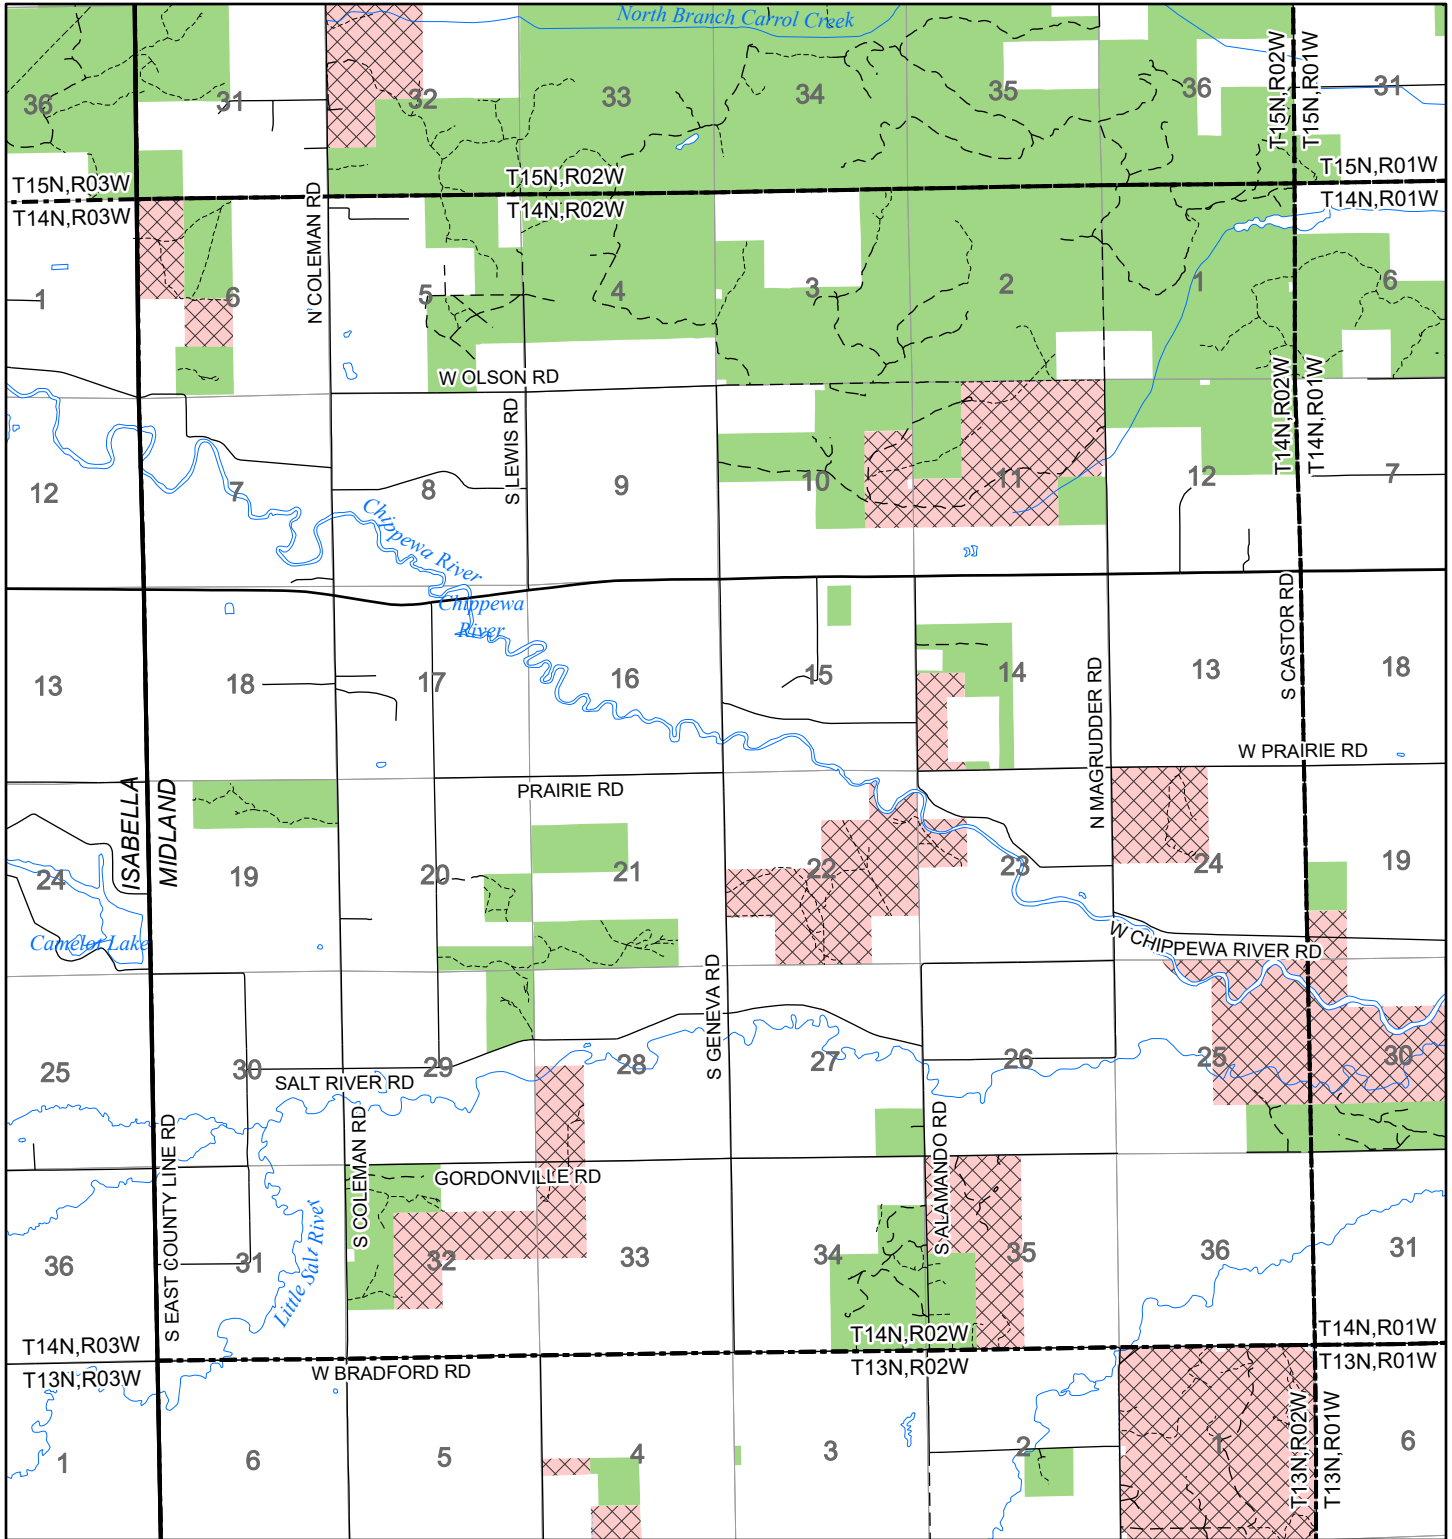 North Branch Carrol Creek
36
31
32
33
34
35
36
31
T15N,R02W
T15N,R01W
T15N,R03W
T15N,R02W
T15N,R01W
T14N,R03W
T14N,R02W
T14N,R01W
N COLEMAN RD
1
6
5
4
3
2
1
6
W OLSON RD
T14N,R02W
T14N,R01W
S LEWIS RD
12
7
8
9
10
11
12
7
Chippewa River
Chippewa
River
S CASTOR RD
13
18
17
16
15
14
13
18
N MAGRUDDER RD
W PRAIRIE RD
ISABELLA
MIDLAND
PRAIRIE RD
24
19
20
21
22
23
24
19
Camelot Lake
W CHIPPEWA RIVER RD
S GENEVA RD
25
30
29
28
27
26
25
30
SALT RIVER RD
S EAST COUNTY LINE RD
S COLEMAN RD
S ALAMANDO RD
GORDONVILLE RD
Little Salt River
36
31
32
33
34
35
36
31
T14N,R03W
T14N,R02W
T14N,R01W
T13N,R03W
W BRADFORD RD
T13N,R02W
T13N,R01W
T13N,R02W
T13N,R01W
1
6
5
4
3
2
1
6